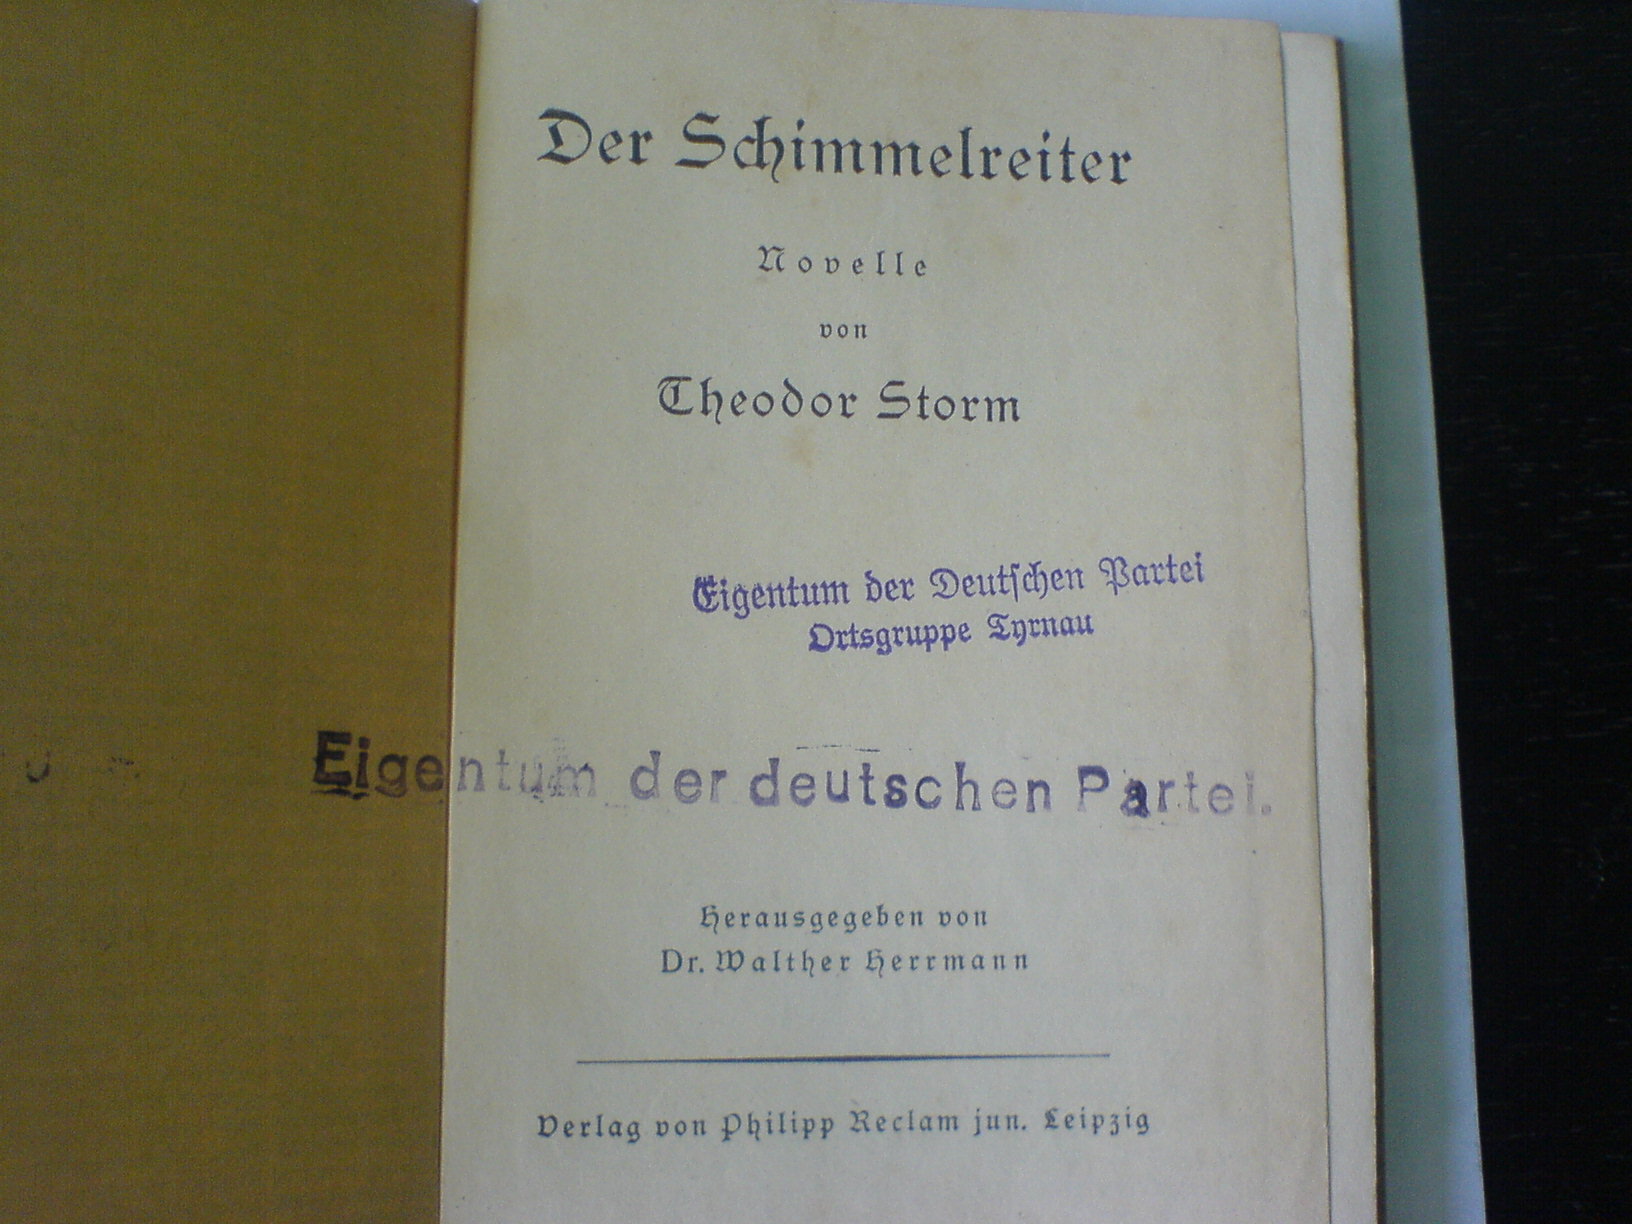 Der Schimmelreiter
Novelle
von
Theodor Storm
Eigentum der Deutſchen Partei
Ortsgruppe Tyrnau
Eigentum der deutschen Partei.
Herausgegeben von
Dr. Walther Herrmann
Verlag von Philipp Reclam jun. Leipzig